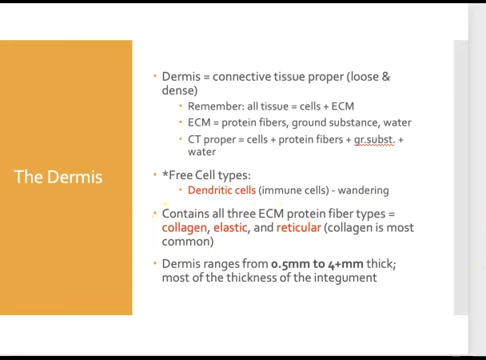 The Dermis
Dermis = connective tissue proper (loose &
dense)
Remember: all tissue = cells + ECM
ECM = protein fibers, ground substance, water
CT proper = cells + protein fibers + gr.subst. +
water
*Free Cell types:
Dendritic cells (immune cells) - wandering
Contains all three ECM protein fiber types =
collagen, elastic, and reticular (collagen is most
common)
Dermis ranges from 0.5mm to 4+mm thick;
most of the thickness of the integument